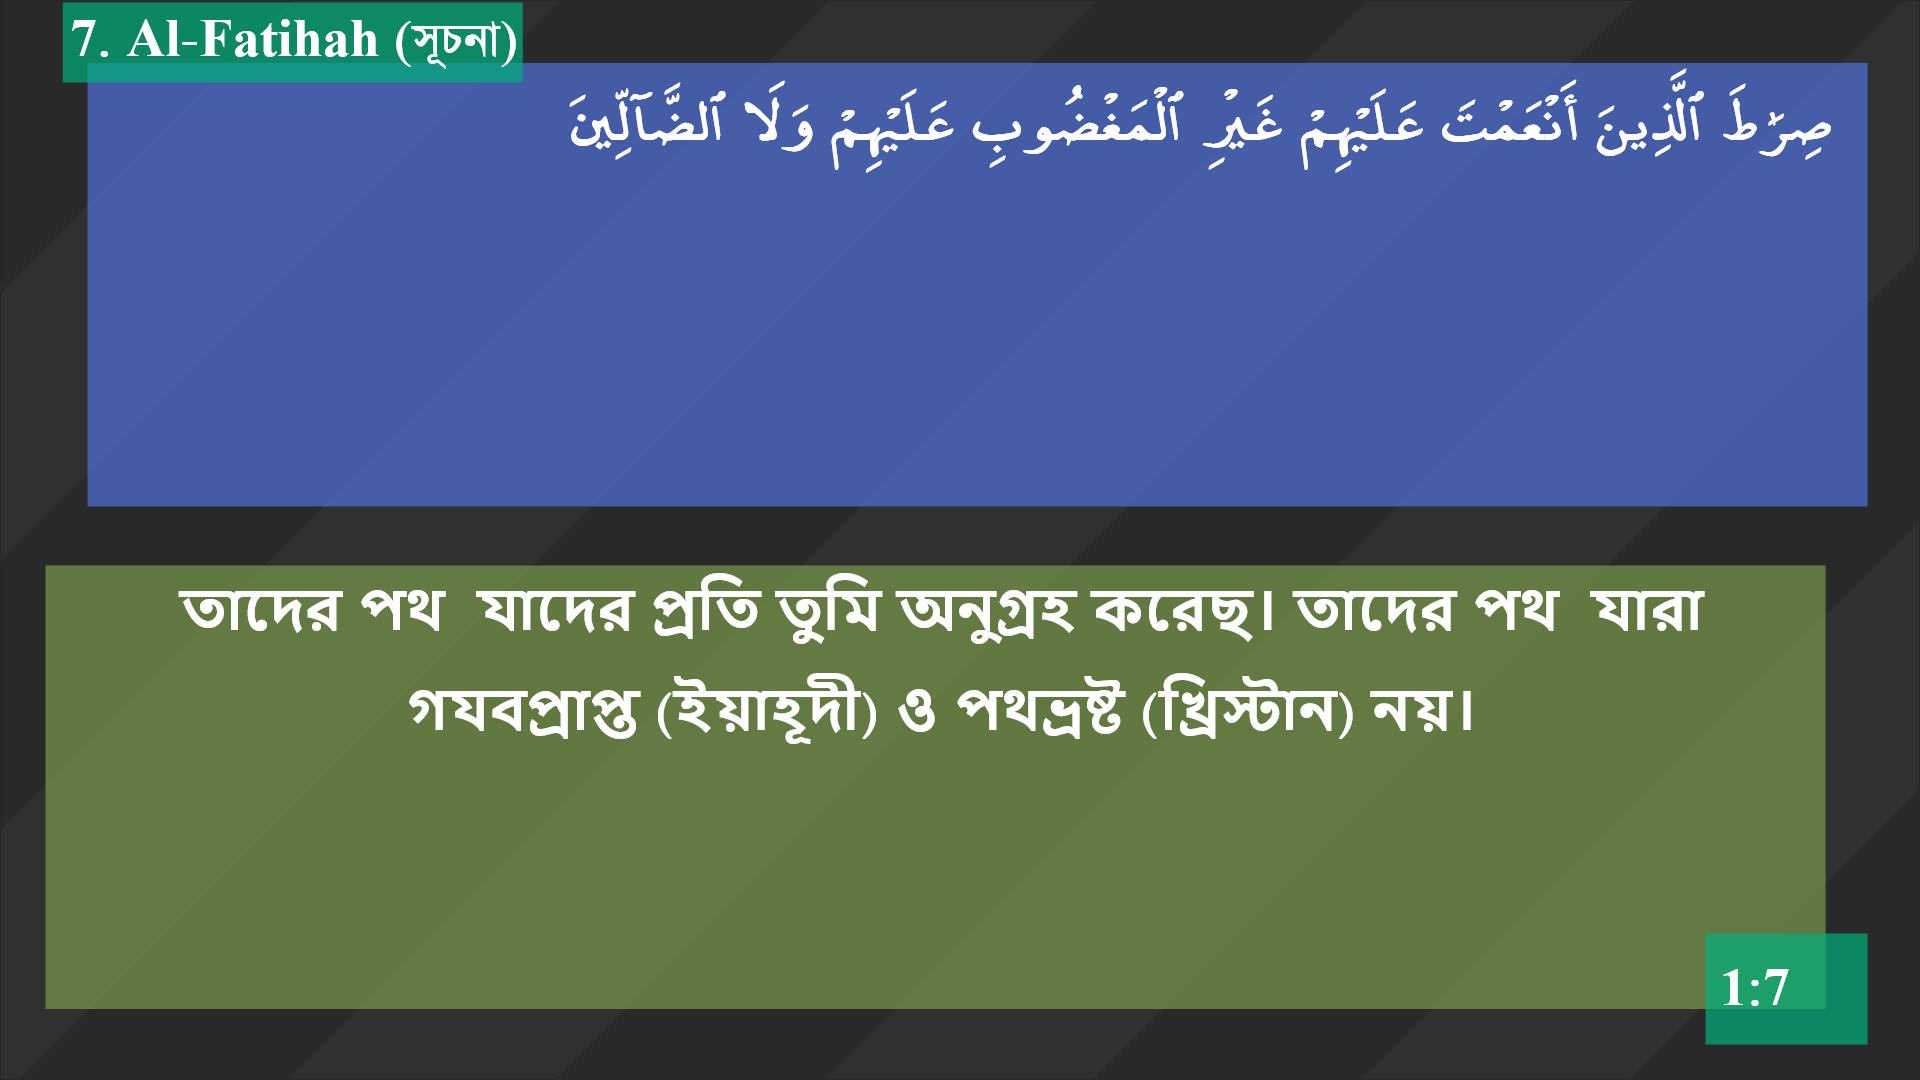 7. Al-Fatihah (সূচনা)
صِرَٰطَ ٱلَّذِينَ أَنْعَمْتَ عَلَيْهِمْ غَيْرِ ٱلْمَغْضُوبِ عَلَيْهِمْ وَلَا ٱلضَّآلِّينَ
তাদের পথ যাদের প্রতি তুমি অনুগ্রহ করেছ। তাদের পথ যারা
গযবপ্রাপ্ত (ইয়াহূদী) ও পথভ্রষ্ট (খ্রিস্টান) নয়।
1:7